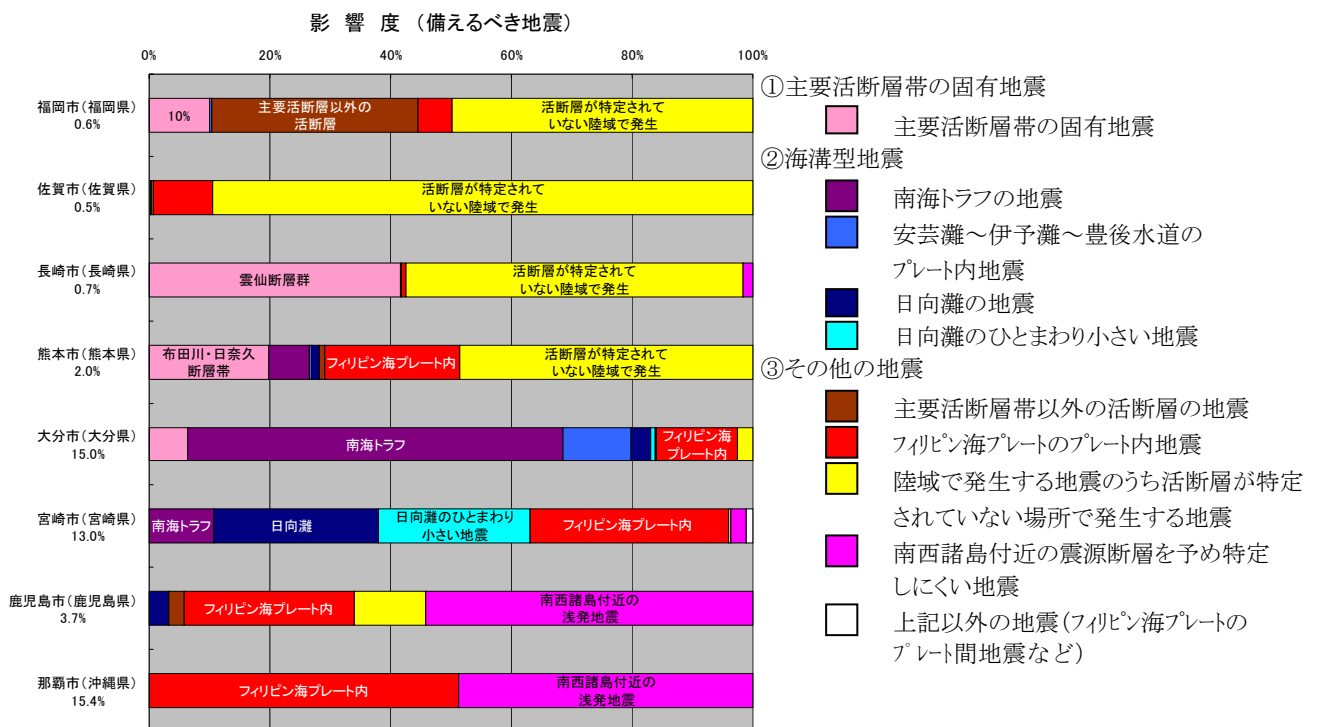 影 響 度 （備えるべき地震）
0% 20% 40% 60% 80% 100%
福岡市（福岡県）
0.6%
10%
主要活断層以外の
活断層
活断層が特定されて
いない陸域で発生
佐賀市（佐賀県）
0.5%
活断層が特定されて
いない陸域で発生
長崎市（長崎県）
0.7%
雲仙断層群
活断層が特定されて
いない陸域で発生
熊本市（熊本県）
2.0%
布田川・日奈久
断層帯
フィリピン海プレート内
活断層が特定されて
いない陸域で発生
大分市（大分県）
15.0%
南海トラフ
フィリピン海
プレート内
宮崎市（宮崎県）
13.0%
南海トラフ
日向灘
日向灘のひとまわり
小さい地震
フィリピン海プレート内
鹿児島市（鹿児島県）
3.7%
フィリピン海プレート内
南西諸島付近の
浅発地震
那覇市（沖縄県）
15.4%
フィリピン海プレート内
南西諸島付近の
浅発地震
①主要活断層帯の固有地震
主要活断層帯の固有地震
②海溝型地震
南海トラフの地震
安芸灘～伊予灘～豊後水道の
プレート内地震
日向灘の地震
日向灘のひとまわり小さい地震
③その他の地震
主要活断層帯以外の活断層の地震
フィリピン海プレートのプレート内地震
陸域で発生する地震のうち活断層が特定
されていない場所で発生する地震
南西諸島付近の震源断層を予め特定
しにくい地震
上記以外の地震（フィリピン海プレートの
プレート間地震など）